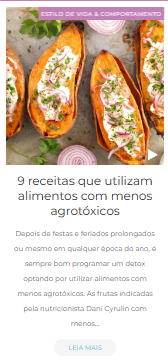 ESTILO DE VIDA & COMPORTAMENTO
9 receitas que utilizam
alimentos com menos
agrotóxicos
Depois de festas e feriados prolongados
ou mesmo em qualquer época do ano, é
sempre bom programar um detox
optando por utilizar alimentos com
menos agrotóxicos. As frutas indicadas
pela nutricionista Dani Cyrulin com
menos...
LEIA MAIS